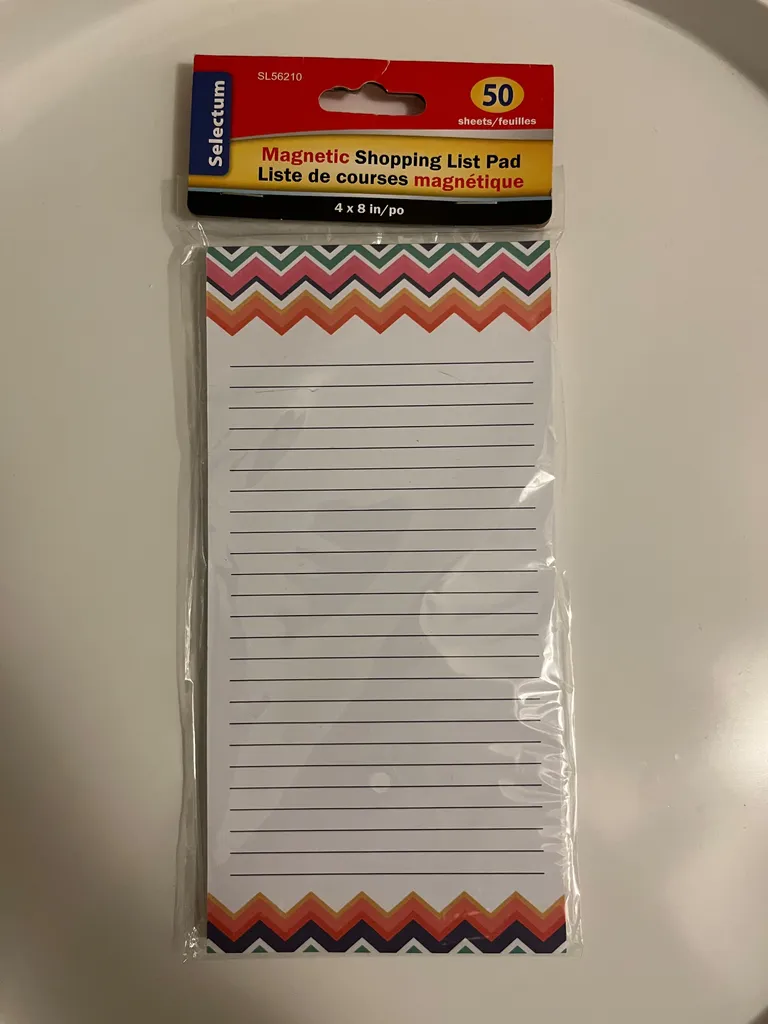 Selectum
SL56210
50
sheets/feuilles
Magnetic Shopping List Pad
Liste de courses magnétique
4 x 8 in/po